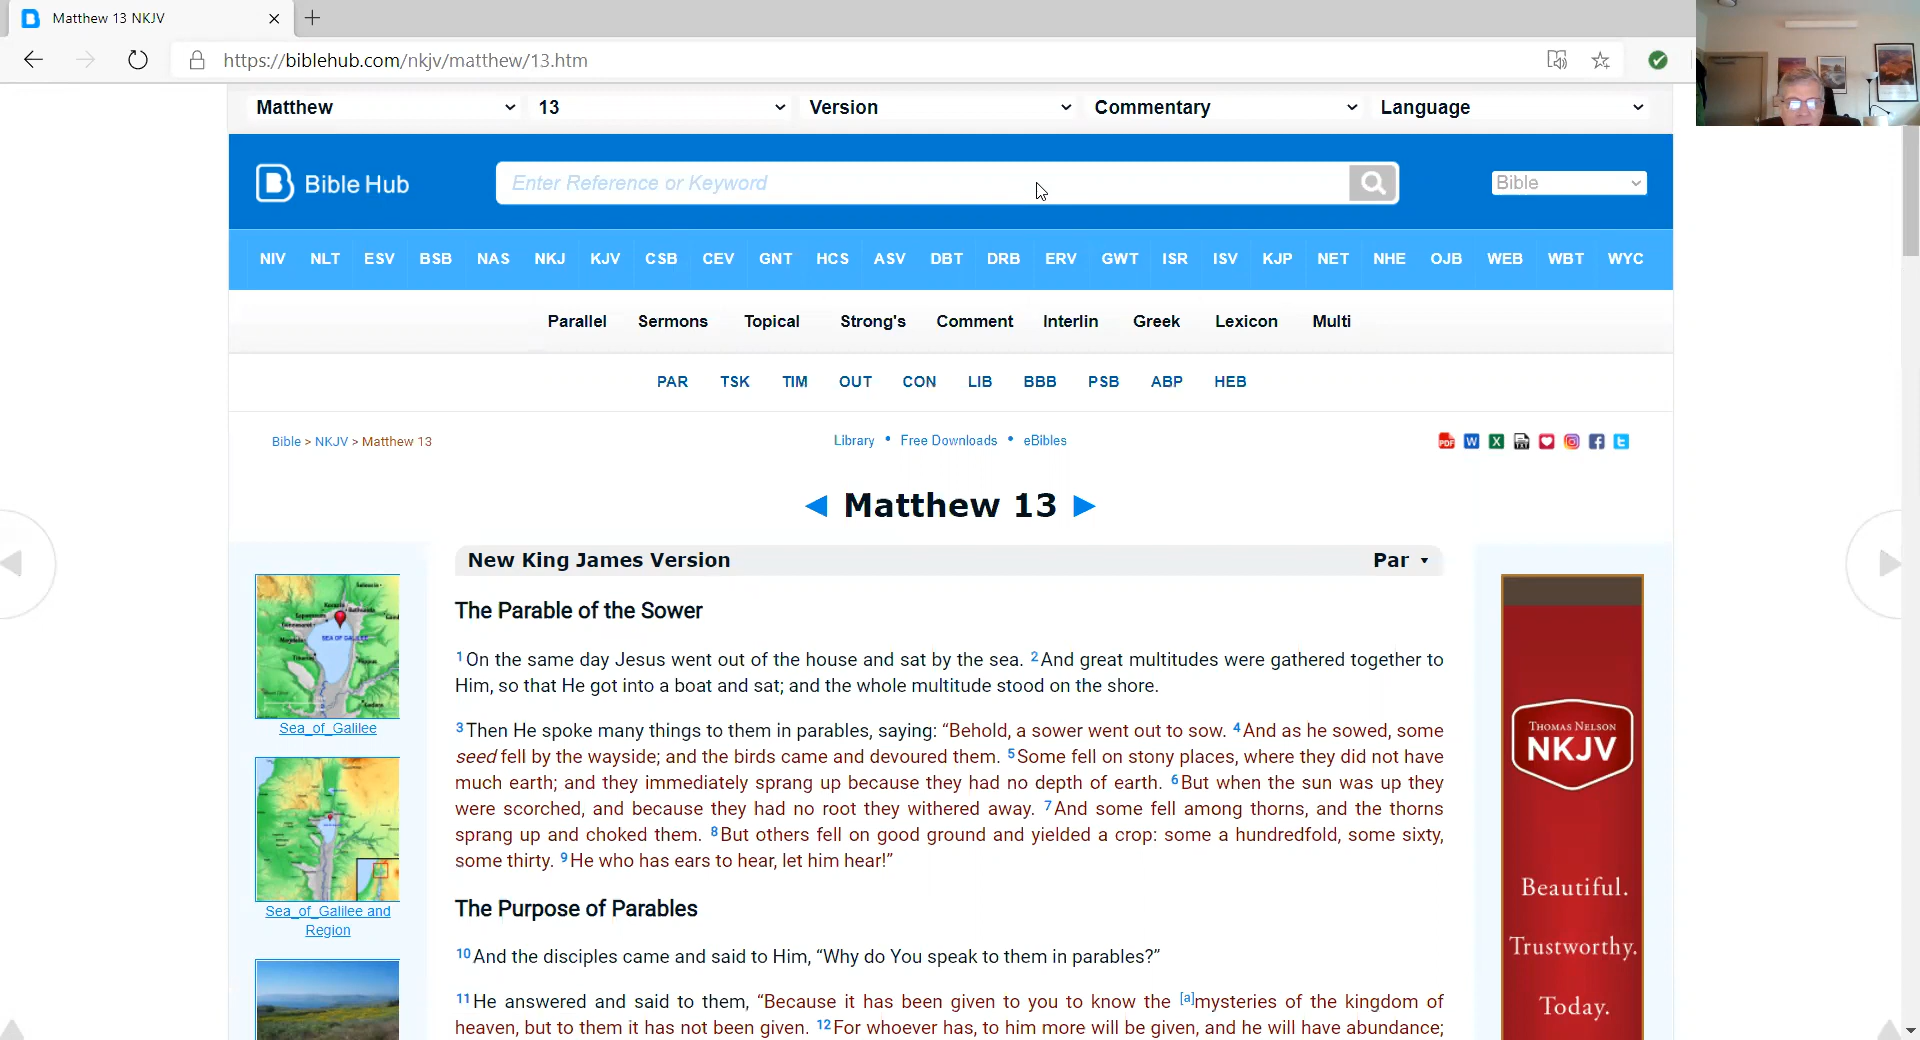 Matthew 13 NKJV
https://biblehub.com/nkjv/matthew/13.htm
Matthew 13 Version Commentary Language
Bible Hub Enter Reference or Keyword Bible
NIV NLT ESV BSB NAS NKJ KJV CSB CEV GNT HCS ASV DBT DRB ERV GWT ISR ISV KJP NET NHE OJB WEB WBT WYC
Parallel Sermons Topical Strong's Comment Interlin Greek Lexicon Multi
PAR TSK TIM OUT CON LIB BBB PSB ABP HEB
Bible > NKJV > Matthew 13 Library • Free Downloads • eBibles
◄ Matthew 13 ►
New King James Version Par
The Parable of the Sower
1 On the same day Jesus went out of the house and sat by the sea. 2 And great multitudes were gathered together to
Him, so that He got into a boat and sat; and the whole multitude stood on the shore.
3 Then He spoke many things to them in parables, saying: “Behold, a sower went out to sow. 4 And as he sowed, some
seed fell by the wayside; and the birds came and devoured them. 5 Some fell on stony places, where they did not have
much earth; and they immediately sprang up because they had no depth of earth. 6 But when the sun was up they
were scorched, and because they had no root they withered away. 7 And some fell among thorns, and the thorns
sprang up and choked them. 8 But others fell on good ground and yielded a crop: some a hundredfold, some sixty,
some thirty. 9 He who has ears to hear, let him hear!”
The Purpose of Parables
10 And the disciples came and said to Him, “Why do You speak to them in parables?”
11 He answered and said to them, “Because it has been given to you to know the [a]mysteries of the kingdom of
heaven, but to them it has not been given. 12 For whoever has, to him more will be given, and he will have abundance;
SEA OF GALILEE
Sea_of_Galilee
Sea_of_Galilee and
Region
THOMAS NELSON
NKJV
Beautiful.
Trustworthy.
Today.